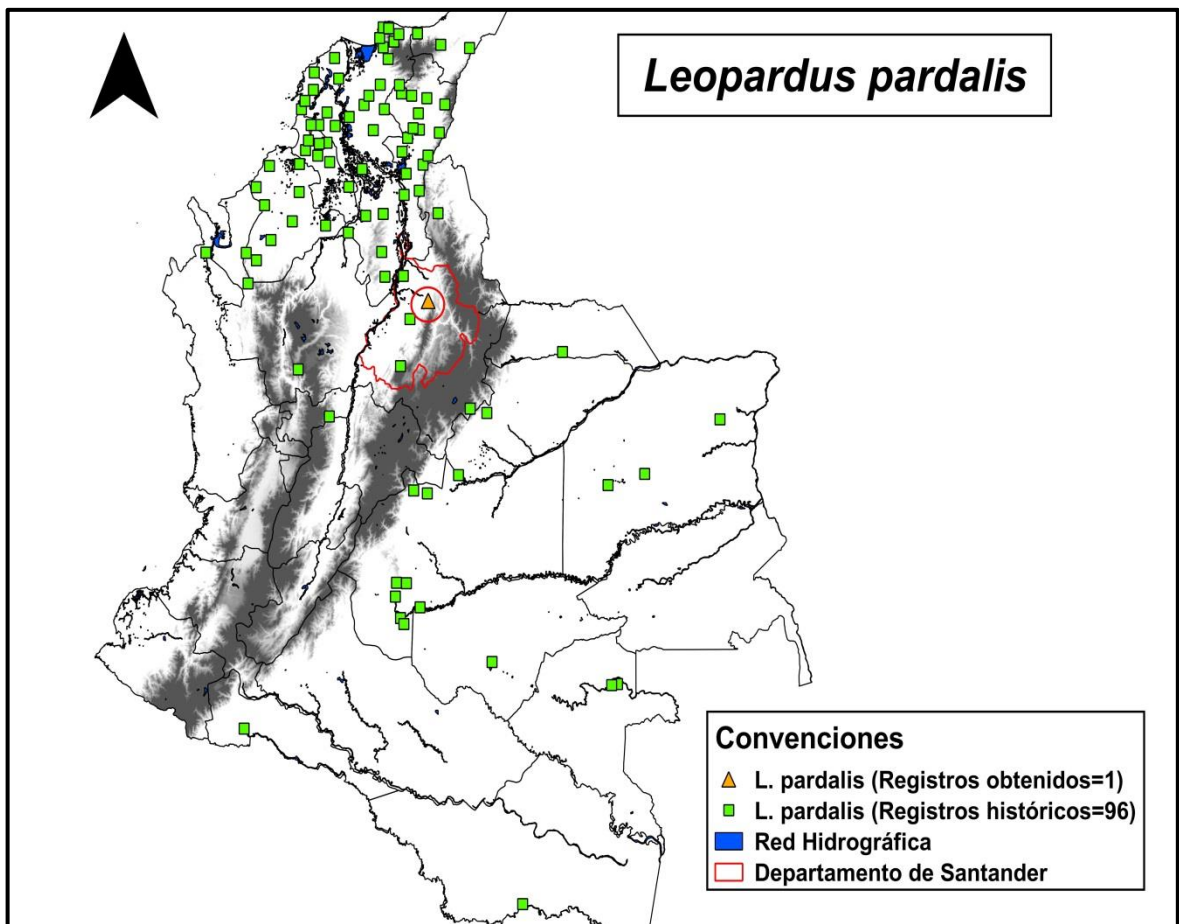 Leopardus pardalis
Convenciones
L. pardalis (Registros obtenidos=1)
L. pardalis (Registros históricos=96)
Red Hidrográfica
Departamento de Santander